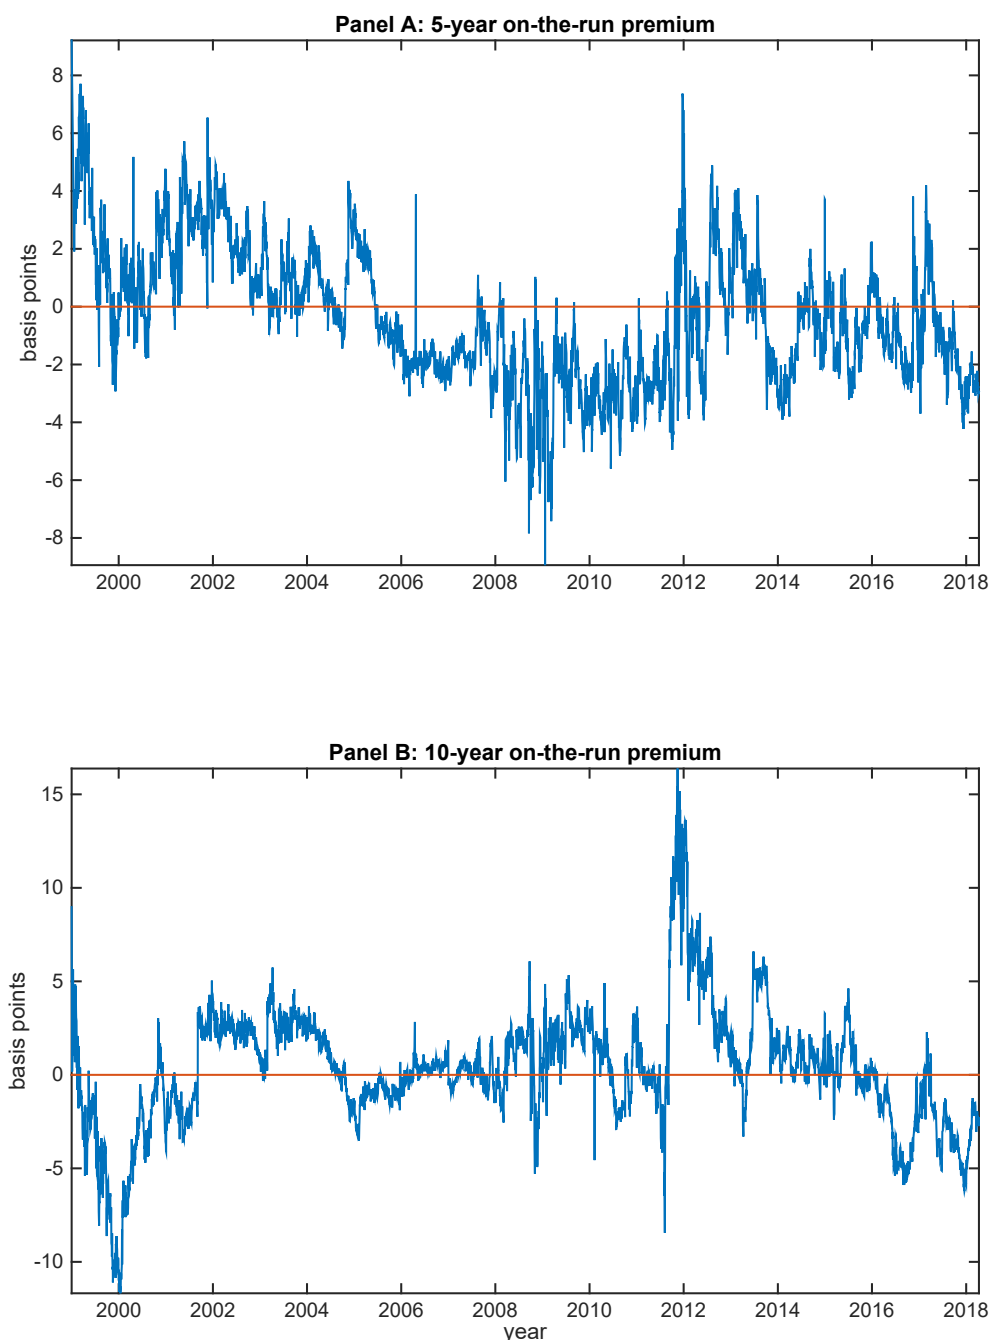 Panel A: 5-year on-the-run premium
8
6
4
2
0
-2
-4
-6
-8
basis points
2000 2002 2004 2006 2008 2010 2012 2014 2016 2018
Panel B: 10-year on-the-run premium
15
10
5
0
-5
-10
basis points
2000 2002 2004 2006 2008 2010 2012 2014 2016 2018
year